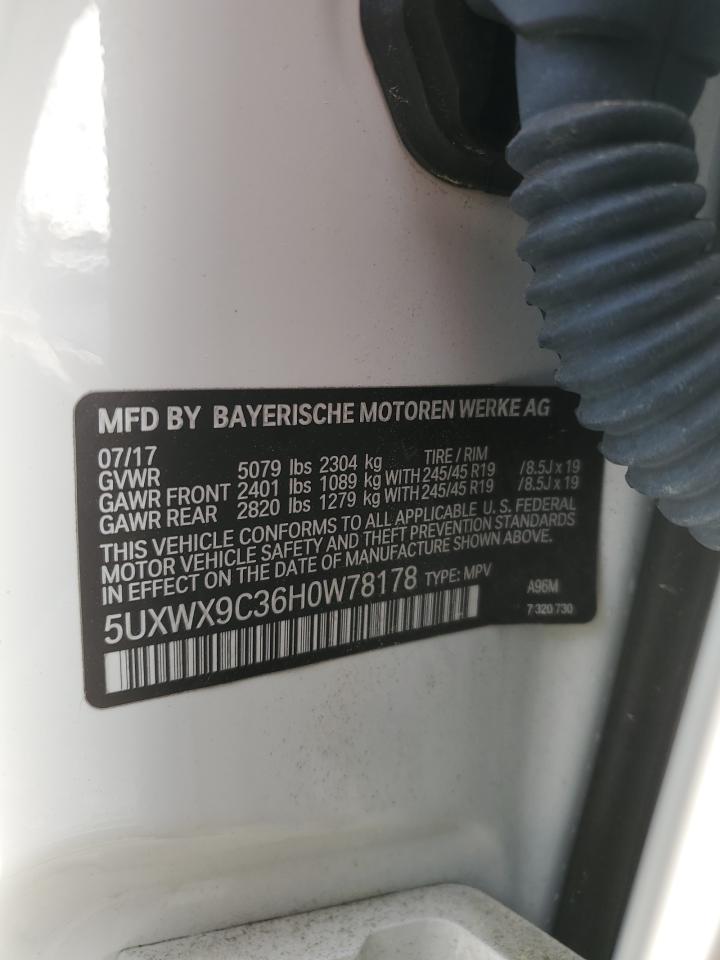 MFD BY BAYERISCHE MOTOREN WERKE AG
07/17 TIRE / RIM
GVWR 5079 lbs 2304 kg
GAWR FRONT 2401 lbs 1089 kg WITH 245/45 R19 /8.5J x 19
GAWR REAR 2820 lbs 1279 kg WITH 245/45 R19 /8.5J x 19
THIS VEHICLE CONFORMS TO ALL APPLICABLE U.S. FEDERAL
MOTOR VEHICLE SAFETY AND THEFT PREVENTION STANDARDS
IN EFFECT ON THE DATE OF MANUFACTURE SHOWN ABOVE.
5UXWX9C36H0W78178 TYPE: MPV A96M
7 320 730